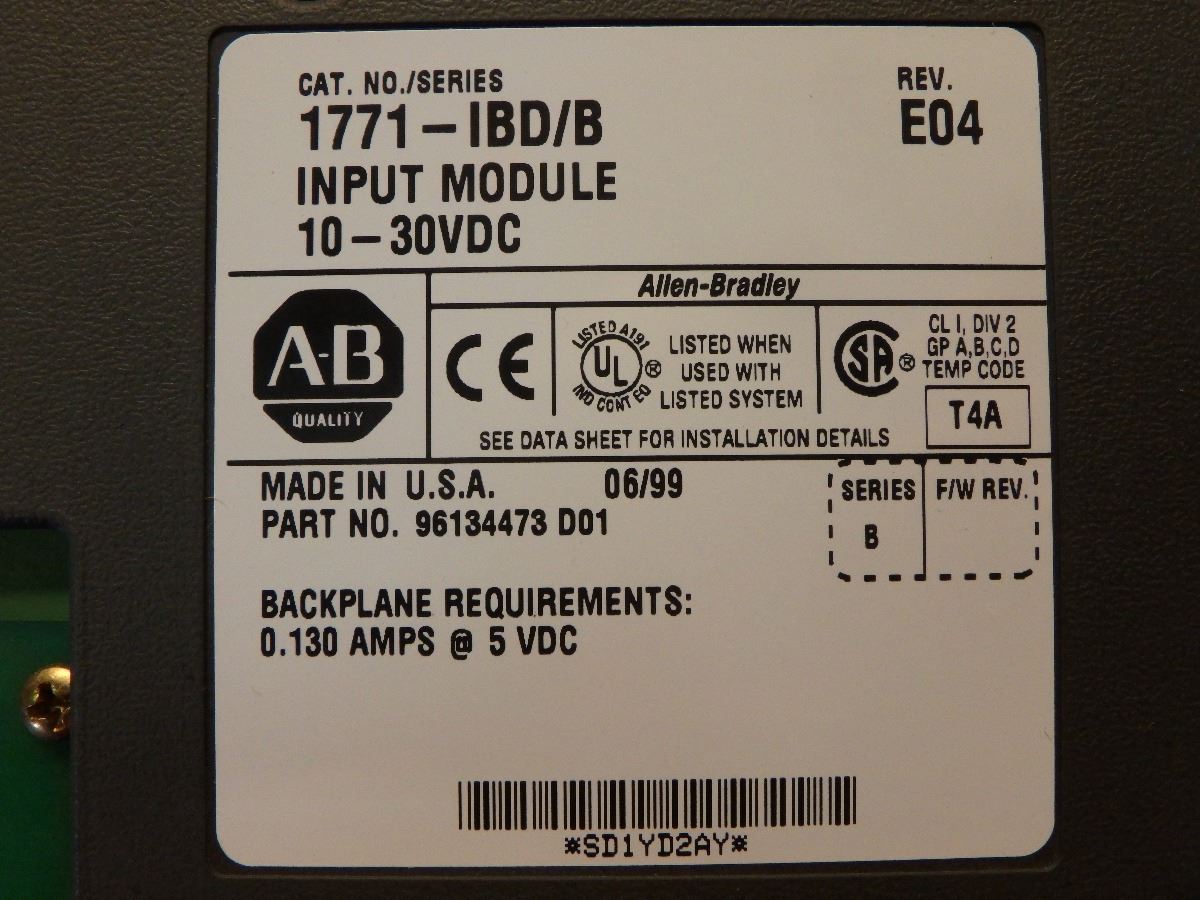 CAT. NO./SERIES
REV.
1771-IBD/B
E04
INPUT MODULE
10-30VDC
Allen-Bradley
A-B
QUALITY
CE
LISTED A191
UL
®
IND CONT EQ
LISTED WHEN
USED WITH
LISTED SYSTEM
SA
®
CL I, DIV 2
GP A,B,C,D
TEMP CODE
T4A
SEE DATA SHEET FOR INSTALLATION DETAILS
MADE IN U.S.A. 06/99
PART NO. 96134473 D01
SERIES
B
F/W REV.
BACKPLANE REQUIREMENTS:
0.130 AMPS @ 5 VDC
*SD1YD2AY*